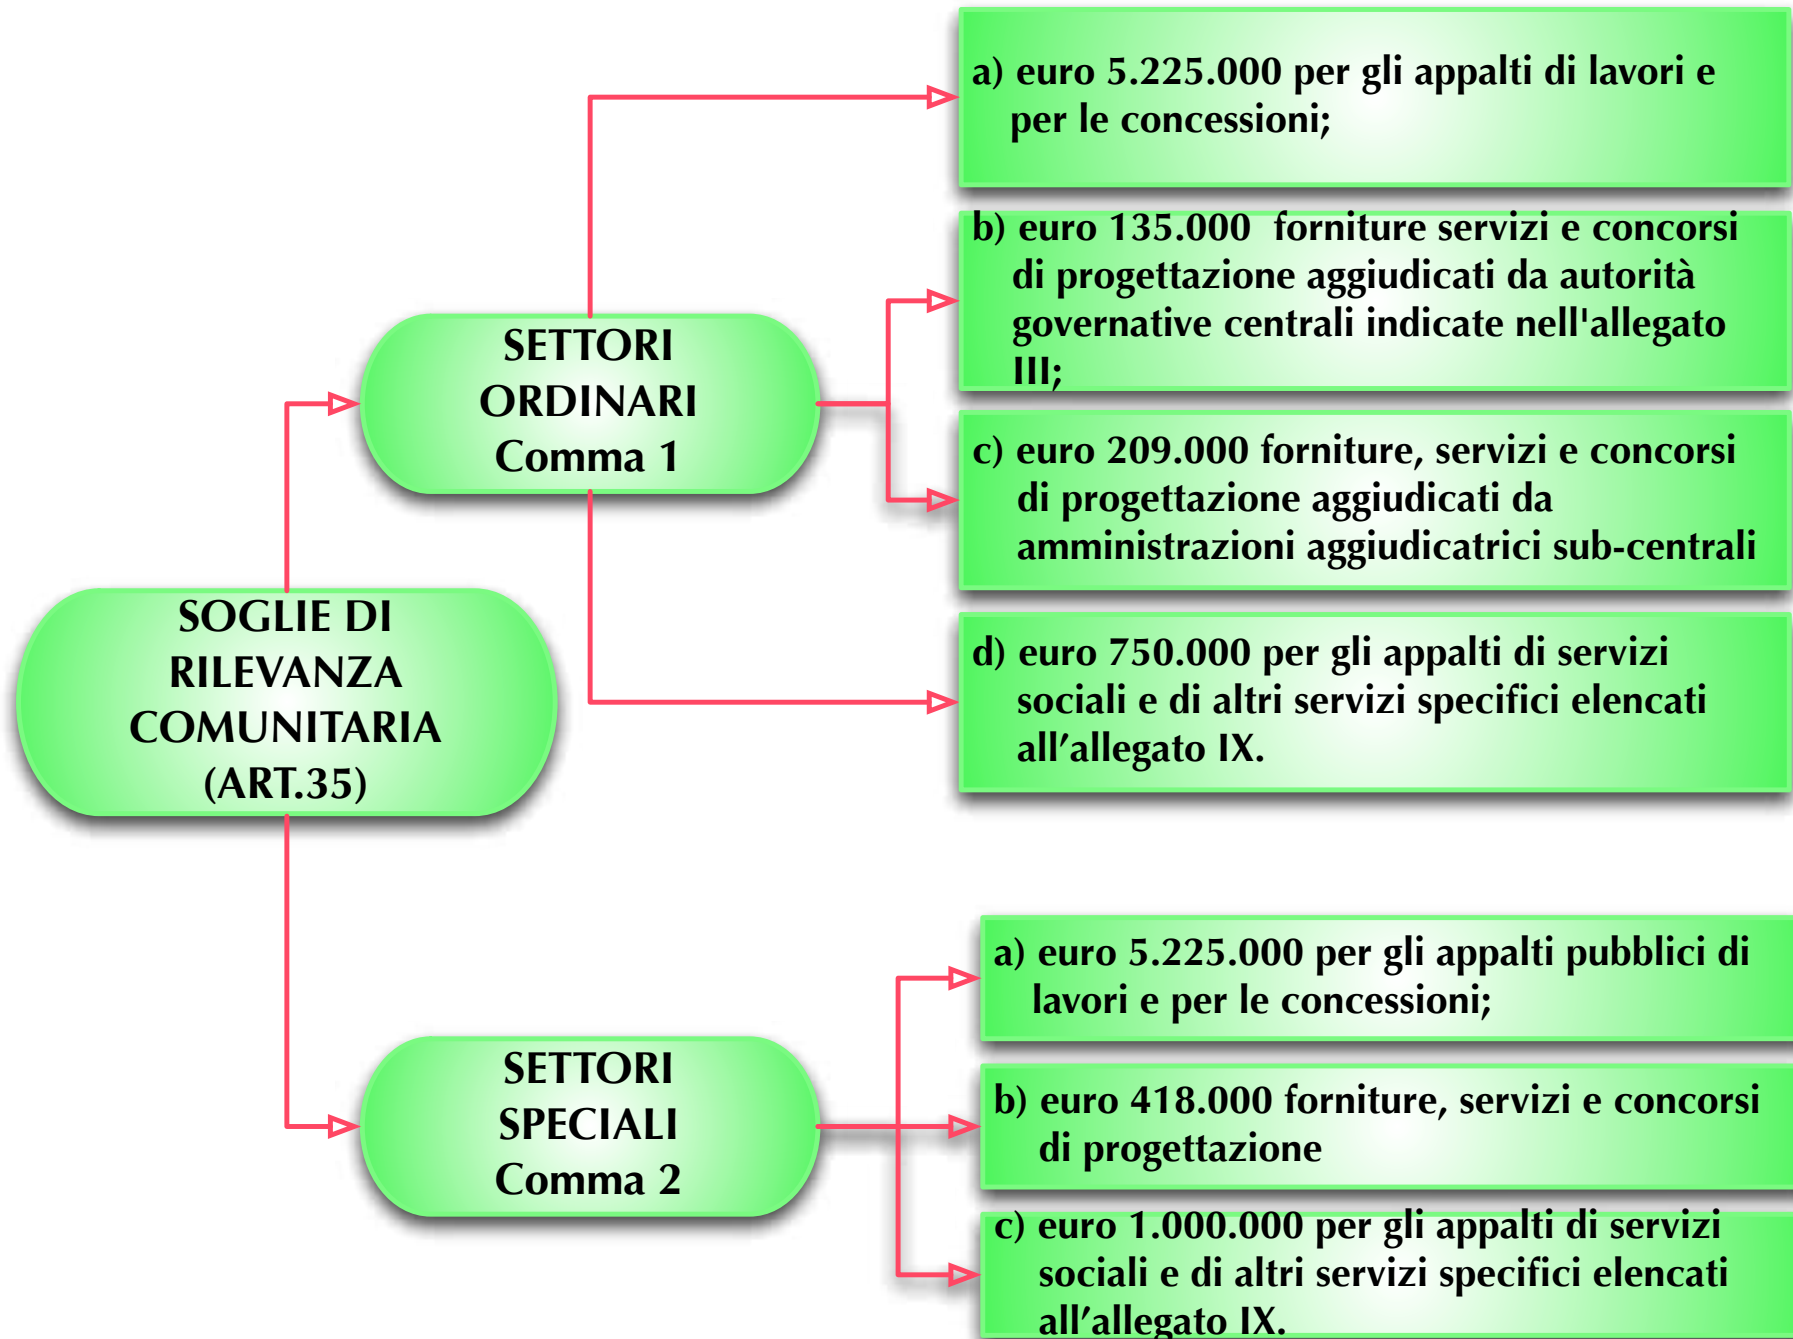 SOGLIE DI
RILEVANZA
COMUNITARIA
(ART.35)
SETTORI
ORDINARI
Comma 1
a) euro 5.225.000 per gli appalti di lavori e
per le concessioni;
b) euro 135.000 forniture servizi e concorsi
di progettazione aggiudicati da autorità
governative centrali indicate nell'allegato
III;
c) euro 209.000 forniture, servizi e concorsi
di progettazione aggiudicati da
amministrazioni aggiudicatrici sub-centrali
d) euro 750.000 per gli appalti di servizi
sociali e di altri servizi specifici elencati
all’allegato IX.
SETTORI
SPECIALI
Comma 2
a) euro 5.225.000 per gli appalti pubblici di
lavori e per le concessioni;
b) euro 418.000 forniture, servizi e concorsi
di progettazione
c) euro 1.000.000 per gli appalti di servizi
sociali e di altri servizi specifici elencati
all’allegato IX.